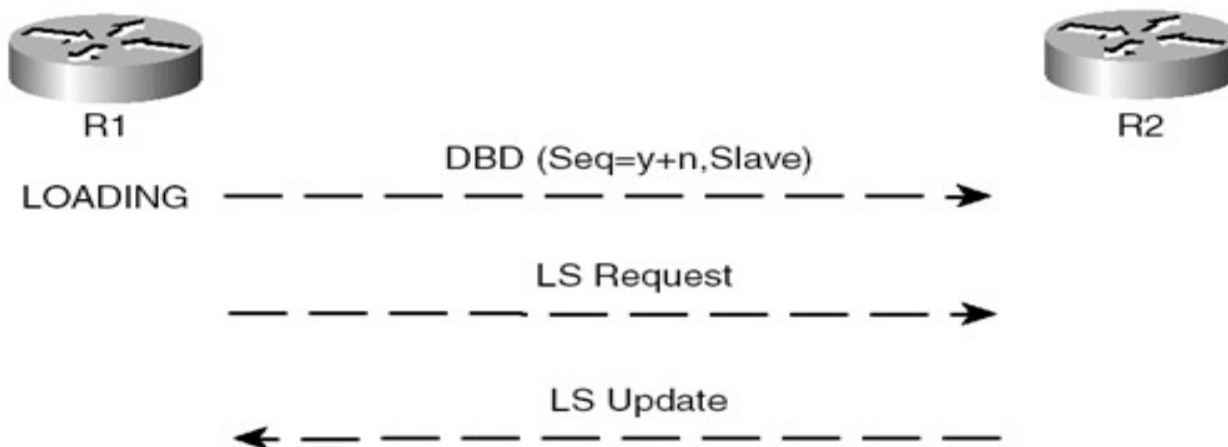 R1
R2
DBD (Seq=y+n,Slave)
LOADING
LS Request
LS Update